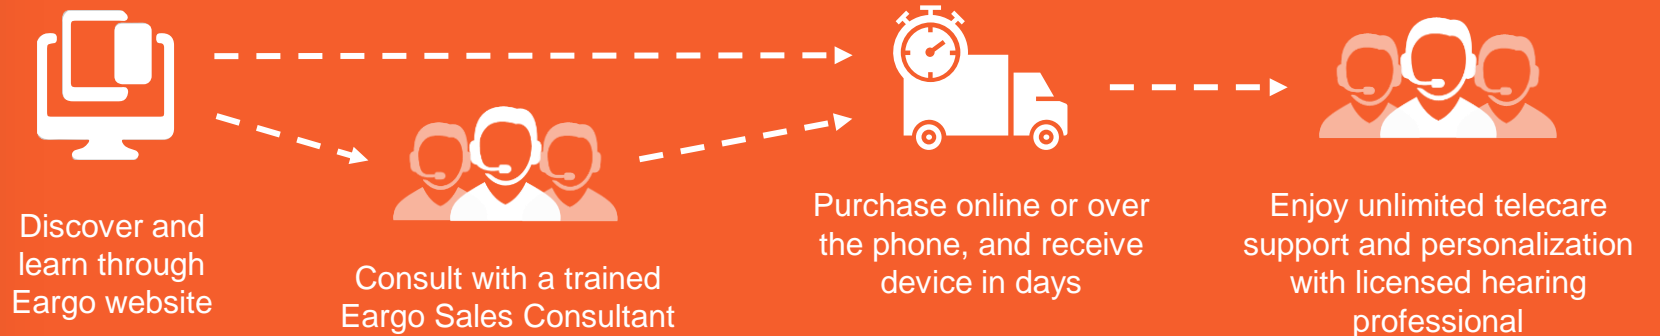 Discover and
learn through
Eargo website
Consult with a trained
Eargo Sales Consultant
Purchase online or over
the phone, and receive
device in days
Enjoy unlimited telecare
support and personalization
with licensed hearing
professional